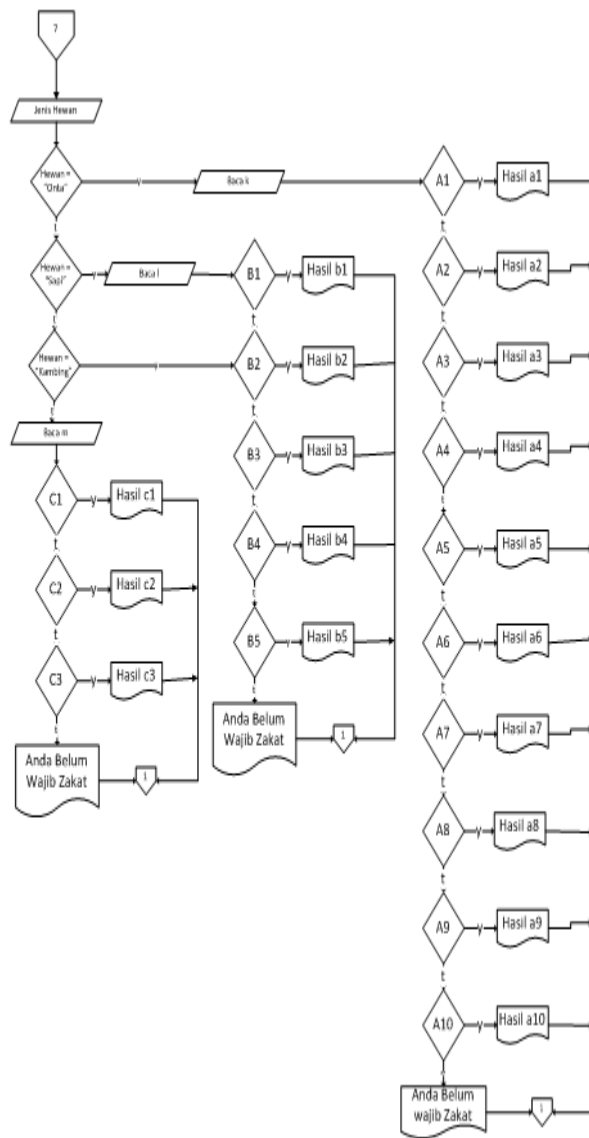 7
Jenis Hewan
Hewan =
"Onta"
y
Baca k
t
Hewan =
"Sapi"
y
Baca l
t
Hewan =
"Kambing"
y
t
Baca m
C1
y
Hasil c1
t
C2
y
Hasil c2
t
C3
y
Hasil c3
t
Anda Belum
Wajib Zakat
1
B1
y
Hasil b1
t
B2
y
Hasil b2
t
B3
y
Hasil b3
t
B4
y
Hasil b4
t
B5
y
Hasil b5
t
Anda Belum
Wajib Zakat
1
A1
y
Hasil a1
t
A2
y
Hasil a2
t
A3
y
Hasil a3
t
A4
y
Hasil a4
t
A5
y
Hasil a5
t
A6
y
Hasil a6
t
A7
y
Hasil a7
t
A8
y
Hasil a8
t
A9
y
Hasil a9
t
A10
y
Hasil a10
Anda Belum
wajib Zakat
1